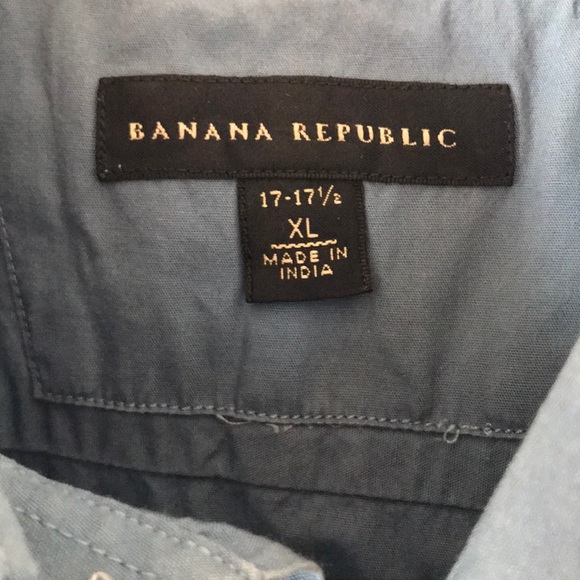 BANANA REPUBLIC
17-17½
XL
MADE IN
INDIA